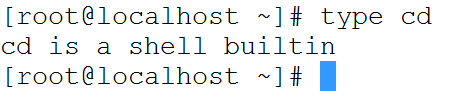 [root@localhost ~]# type cd
cd is a shell builtin
[root@localhost ~]#